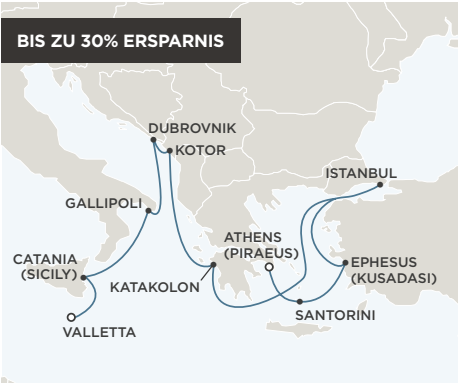 BIS ZU 30% ERSPARNIS
DUBROVNIK
KOTOR
ISTANBUL
GALLIPOLI
ATHENS
(PIRAEUS)
CATANIA
(SICILY)
EPHESUS
(KUSADASI)
KATAKOLON
SANTORINI
VALLETTA